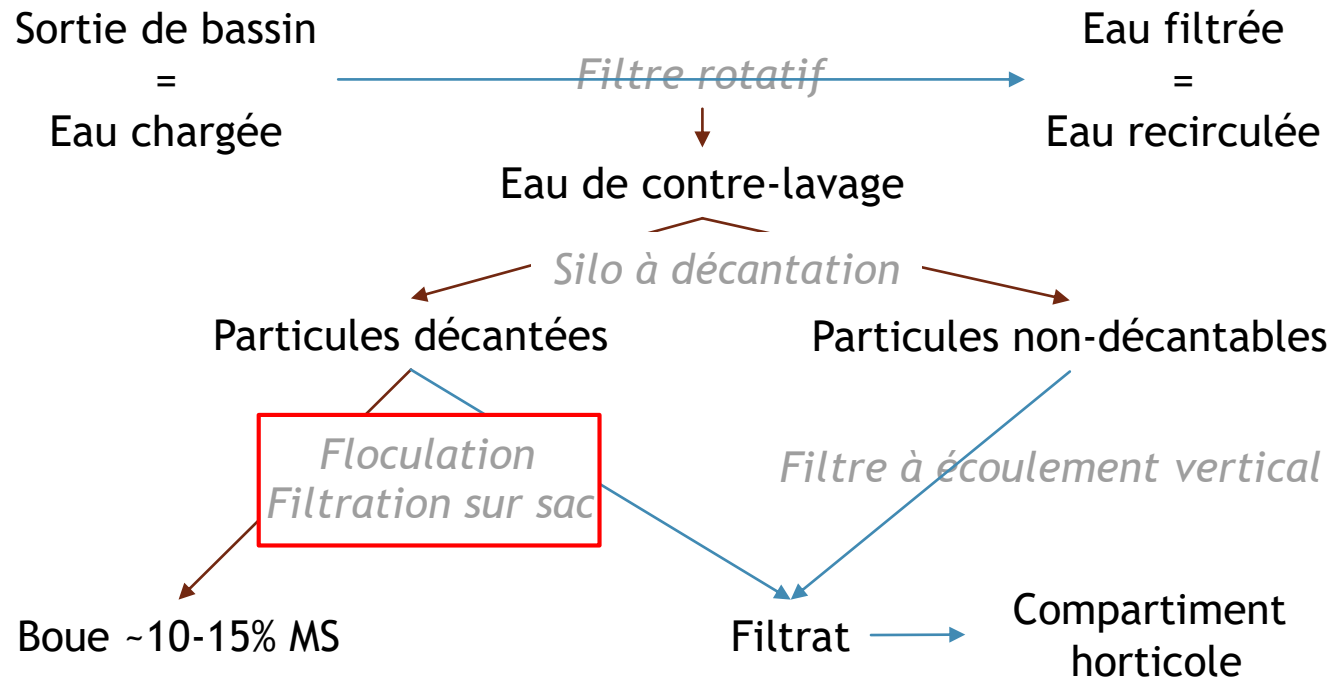 Sortie de bassin
=
Eau chargée
Filtre rotatif
Eau filtrée
=
Eau recirculée
Eau de contre-lavage
Silo à décantation
Particules décantées
Particules non-décantables
Floculation
Filtration sur sac
Filtre à écoulement vertical
Boue ~10-15% MS
Filtrat
Compartiment
horticole